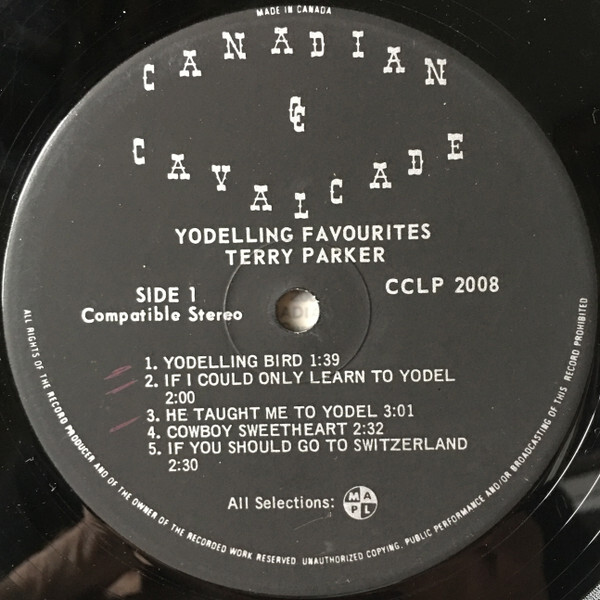 MADE IN CANADA
CANADIAN
CC
CAVALCADE
YODELLING FAVOURITES
TERRY PARKER
SIDE 1
Compatible Stereo
CCLP 2008
1. YODELLING BIRD 1:39
2. IF I COULD ONLY LEARN TO YODEL
2:00
3. HE TAUGHT ME TO YODEL 3:01
4. COWBOY SWEETHEART 2:32
5. IF YOU SHOULD GO TO SWITZERLAND
2:30
All Selections:
M A
P L
ALL RIGHTS OF THE RECORD PRODUCER AND OF THE OWNER OF THE RECORDED WORK RESERVED. UNAUTHORIZED COPYING, PUBLIC PERFORMANCE AND/OR BROADCASTING OF THIS RECORD PROHIBITED